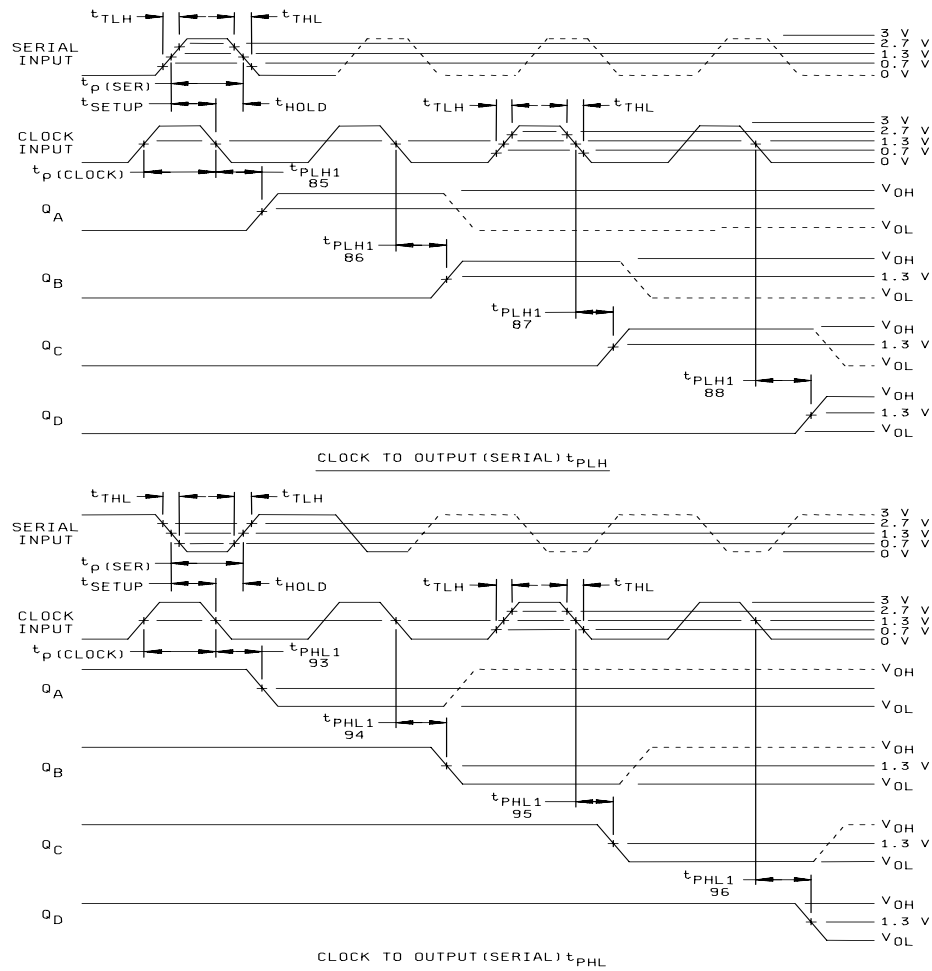 tTLH tTHL
SERIAL INPUT
3 V
2.7 V
1.3 V
0.7 V
0 V
tp(SER)
tSETUP tHOLD tTLH tTHL
CLOCK INPUT
3 V
2.7 V
1.3 V
0.7 V
0 V
tp(CLOCK) tPLH1
85
QA
VOH
VOL
tPLH1
86
QB
VOH
1.3 V
VOL
tPLH1
87
QC
VOH
1.3 V
VOL
tPLH1
88
QD
VOH
1.3 V
VOL
CLOCK TO OUTPUT(SERIAL) tPLH
tTHL tTLH
SERIAL INPUT
3 V
2.7 V
1.3 V
0.7 V
0 V
tp(SER)
tSETUP tHOLD tTLH tTHL
CLOCK INPUT
3 V
2.7 V
1.3 V
0.7 V
0 V
tp(CLOCK) tPHL1
93
QA
VOH
VOL
tPHL1
94
QB
VOH
1.3 V
VOL
tPHL1
95
QC
VOH
1.3 V
VOL
tPHL1
96
QD
VOH
1.3 V
VOL
CLOCK TO OUTPUT(SERIAL) tPHL